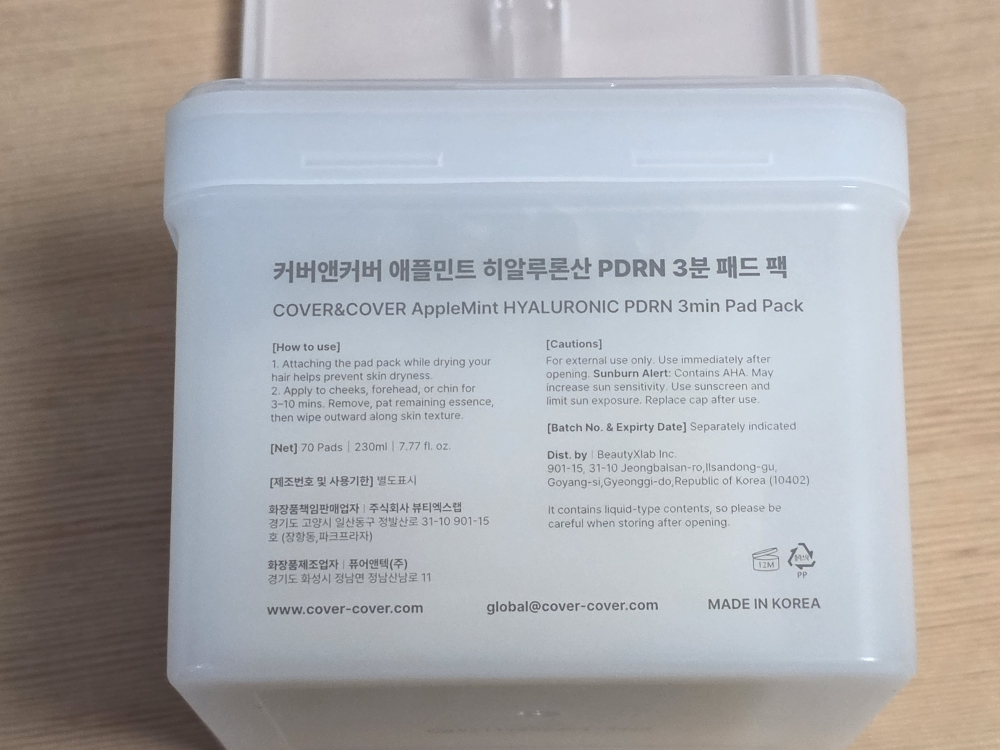 커버앤커버 애플민트 히알루론산 PDRN 3분 패드 팩
COVER&COVER AppleMint HYALURONIC PDRN 3min Pad Pack
[How to use]
1. Attaching the pad pack while drying your
hair helps prevent skin dryness.
2. Apply to cheeks, forehead, or chin for
3–10 mins. Remove, pat remaining essence,
then wipe outward along skin texture.
[Net] 70 Pads | 230ml | 7.77 fl. oz.
[제조번호 및 사용기한] 별도표시
화장품책임판매업자 | 주식회사 뷰티엑스랩
경기도 고양시 일산동구 정발산로 31-10 901-15
호 (장항동,파크프라자)
화장품제조업자 | 퓨어앤텍(주)
경기도 화성시 정남면 정남산남로 11
[Cautions]
For external use only. Use immediately after
opening. Sunburn Alert: Contains AHA. May
increase sun sensitivity. Use sunscreen and
limit sun exposure. Replace cap after use.
[Batch No. & Expirty Date] Separately indicated
Dist. by | BeautyXlab Inc.
901-15, 31-10 Jeongbalsan-ro,Ilsandong-gu,
Goyang-si,Gyeonggi-do,Republic of Korea (10402)
It contains liquid-type contents, so please be
careful when storing after opening.
12M
PP
www.cover-cover.com
global@cover-cover.com
MADE IN KOREA